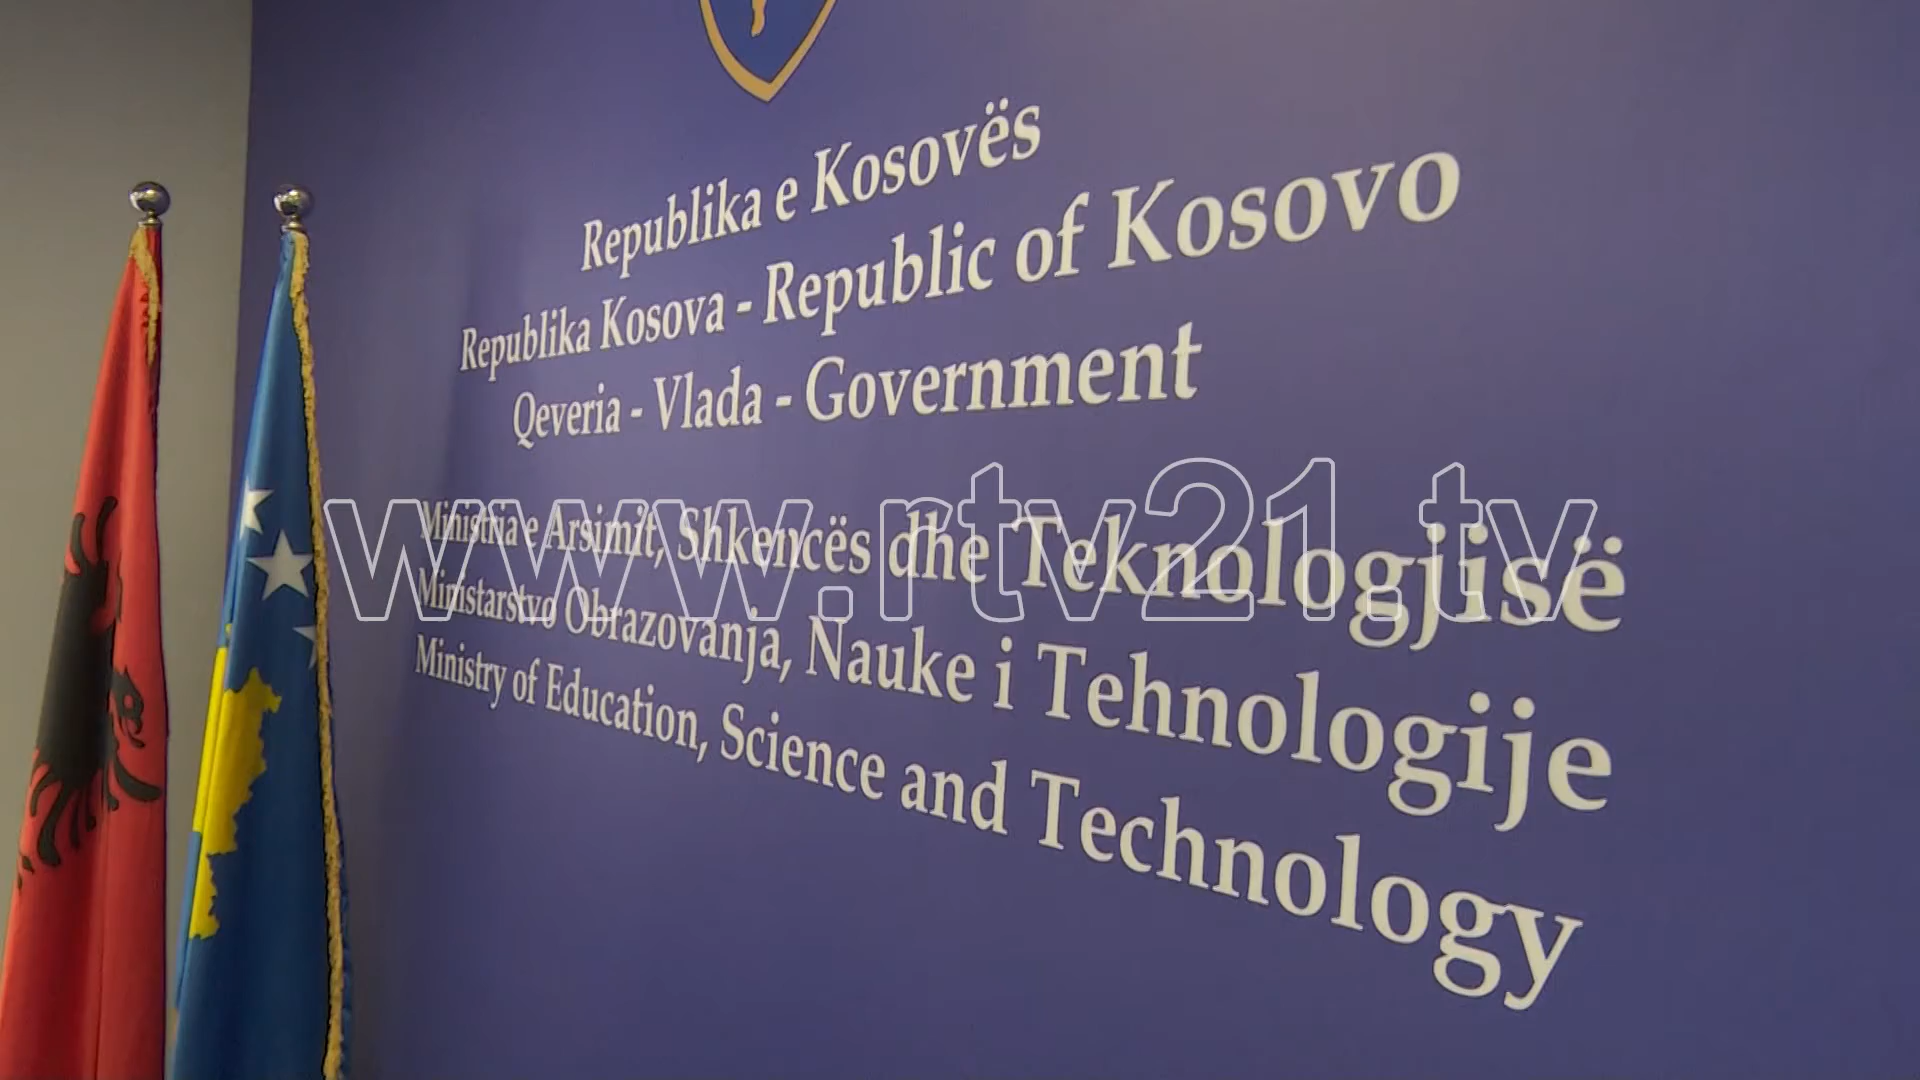 Republika e Kosovës
Republika Kosova - Republic of Kosovo
Qeveria - Vlada - Government
Ministria e Arsimit, Shkencës dhe Teknologjisë
Ministarstvo Obrazovanja, Nauke i Tehnologije
Ministry of Education, Science and Technology
www.rtv21.tv